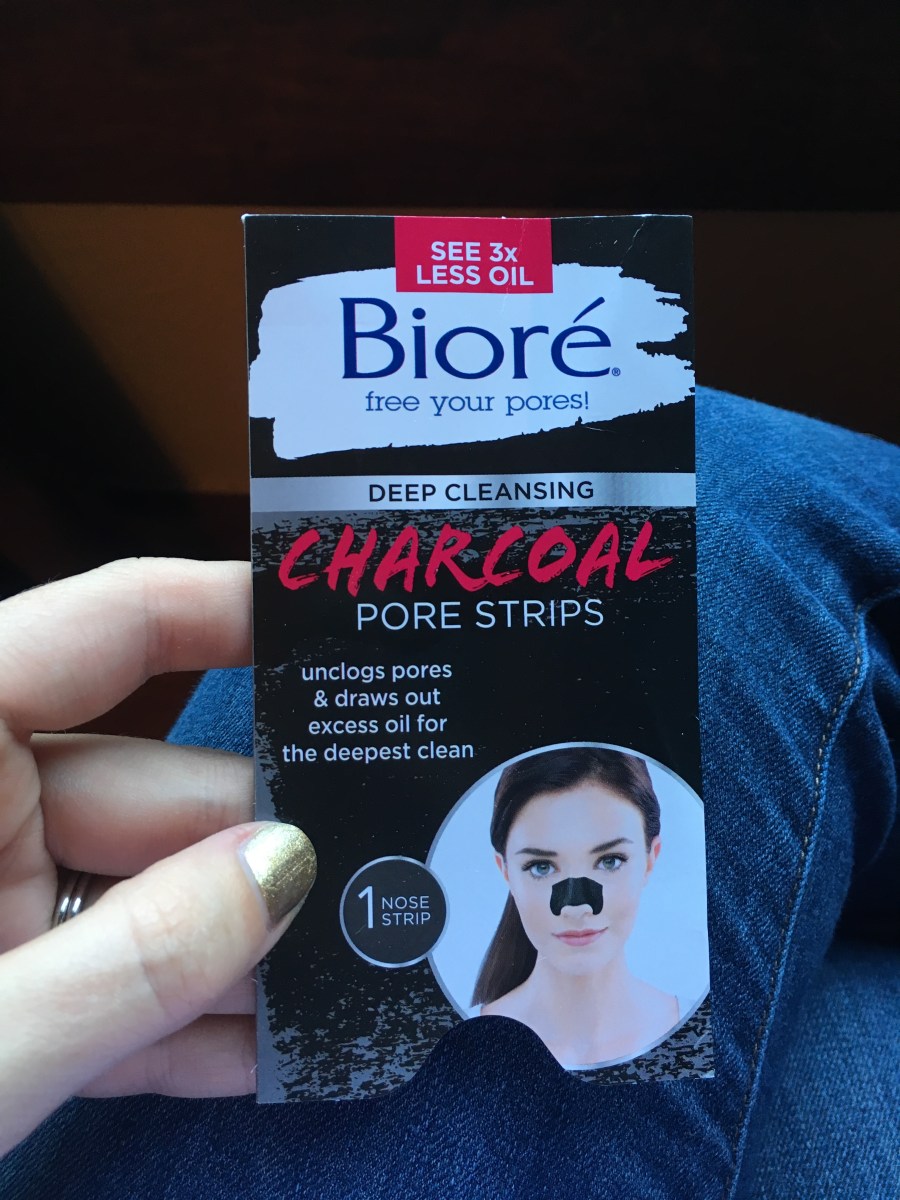 SEE 3x
LESS OIL
Bioré®
free your pores!
DEEP CLEANSING
CHARCOAL
PORE STRIPS
unclogs pores
& draws out
excess oil for
the deepest clean
1 NOSE
STRIP